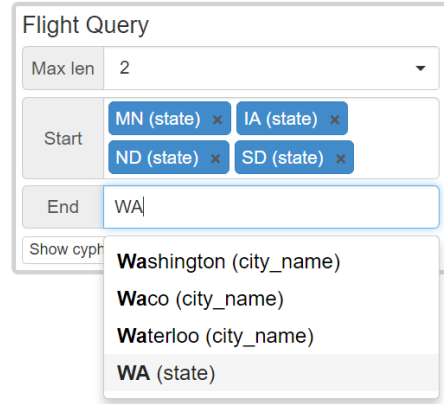 Flight Query
Max len 2
Start
MN (state) × IA (state) ×
ND (state) × SD (state) ×
End WA
Show cyph
Washington (city_name)
Waco (city_name)
Waterloo (city_name)
WA (state)